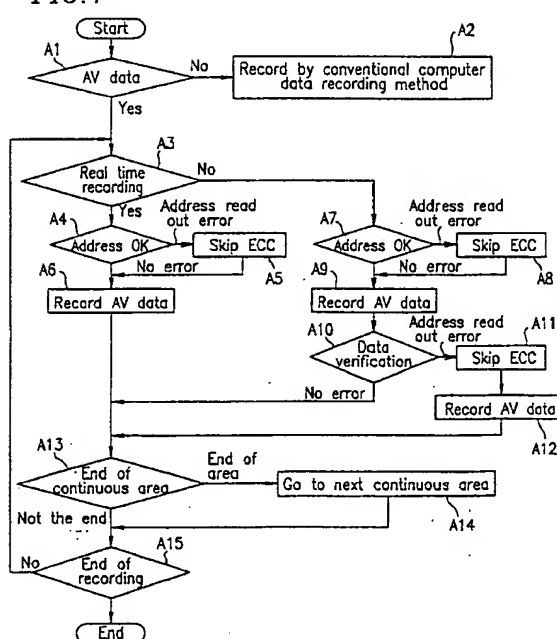 Start
A1
AV data
No
A2
Record by conventional computer
data recording method
Yes
A3
Real time
recording
No
Yes
A4
Address read
out error
Address OK
Skip ECC
No error
A5
A6
Record AV data
A7
Address read
out error
Address OK
Skip ECC
No error
A8
A9
Record AV data
A10
Data
verification
Address read
out error
A11
Skip ECC
No error
Record AV data
A12
A13
End of
continuous area
End of
area
Go to next continuous area
A14
Not the end
A15
No
End of
recording
End